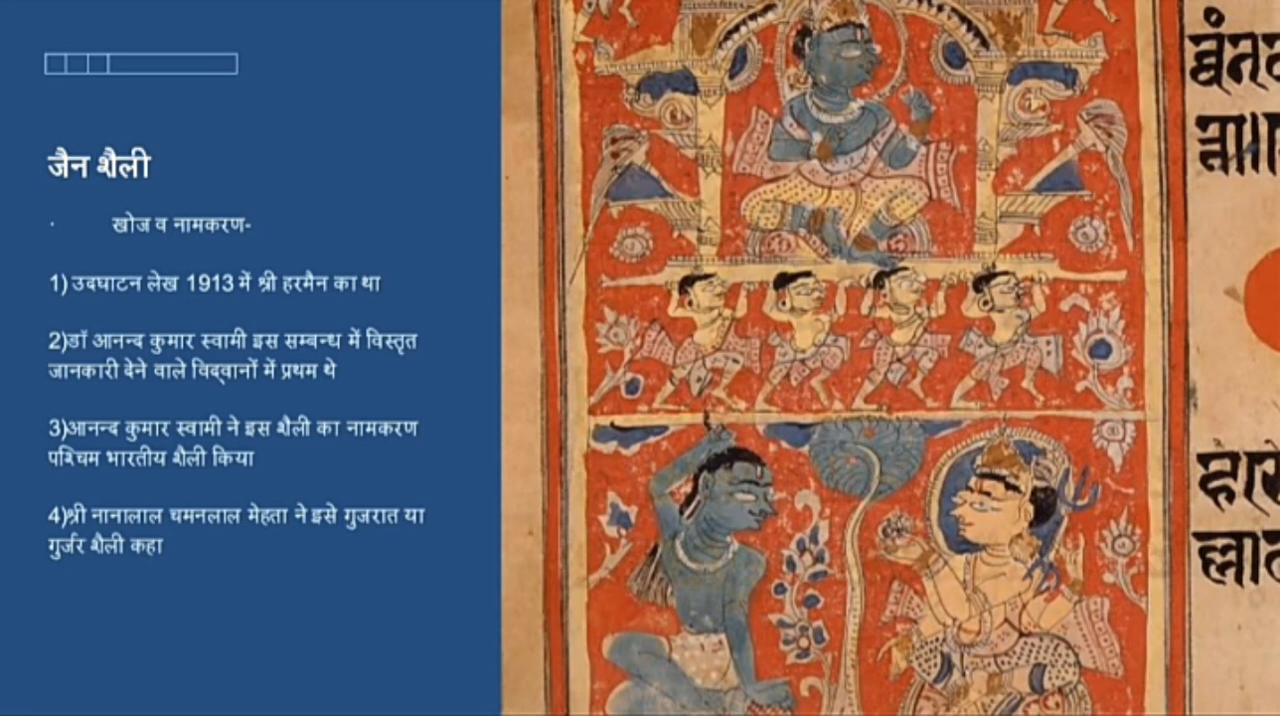 जैन शैली
· खोज व नामकरण-
1) उदघाटन लेख 1913 में श्री हरमैन का था
2)डॉ आनन्द कुमार स्वामी इस सम्बन्ध में विस्तृत
जानकारी देने वाले विद्वानों में प्रथम थे
3)आनन्द कुमार स्वामी ने इस शैली का नामकरण
पश्चिम भारतीय शैली किया
4)श्री नानालाल चमनलाल मेहता ने इसे गुजरात या
गुर्जर शैली कहा